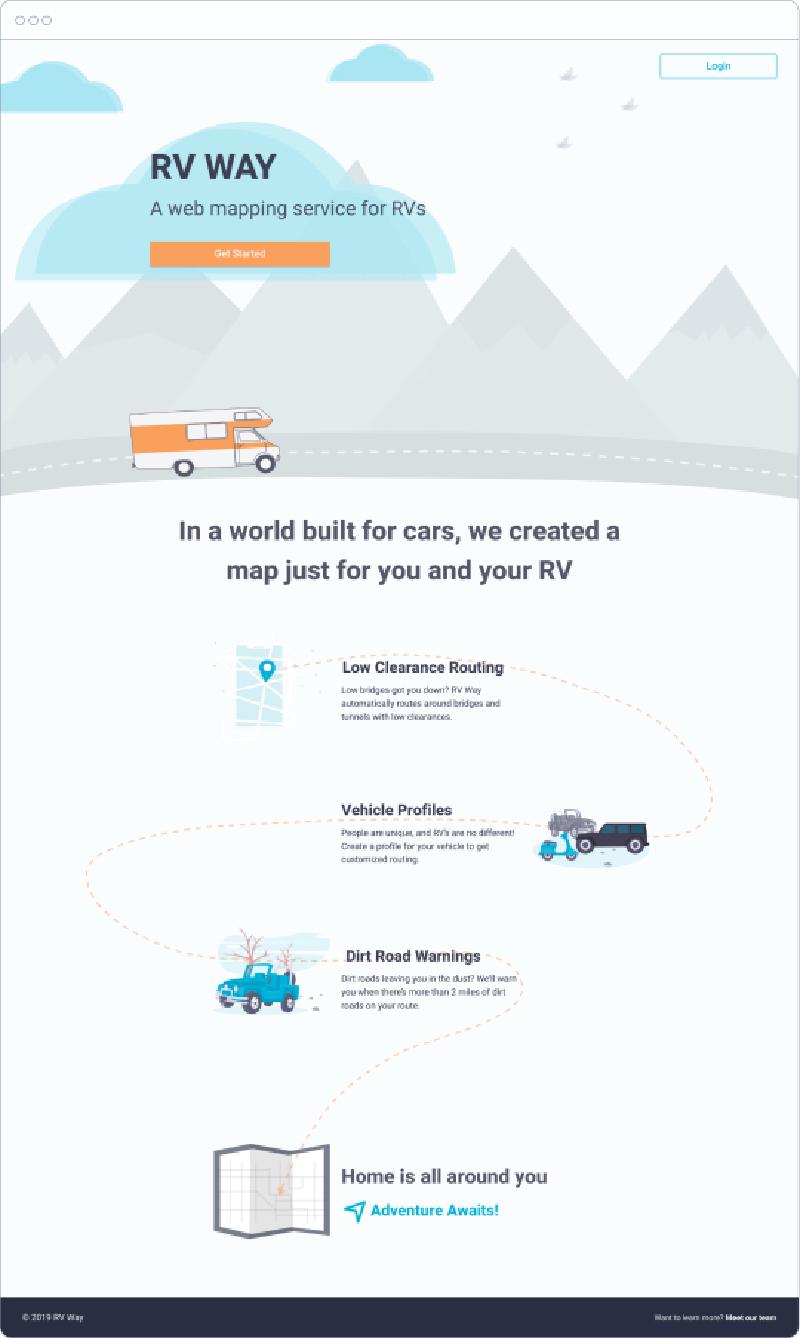 Login
RV WAY
A web mapping service for RVs
Get Started
In a world built for cars, we created a
map just for you and your RV
Low Clearance Routing
Low bridges got you down? RV Way
automatically routes around bridges and
tunnels with low clearances.
Vehicle Profiles
People are unique, and RVs are no different!
Create a profile for your vehicle to get
customized routing.
Dirt Road Warnings
Dirt roads leaving you in the dust? We'll warn
you when there's more than 2 miles of dirt
roads on your route.
Home is all around you
Adventure Awaits!
© 2019 RV Way
Want to learn more? Meet our team